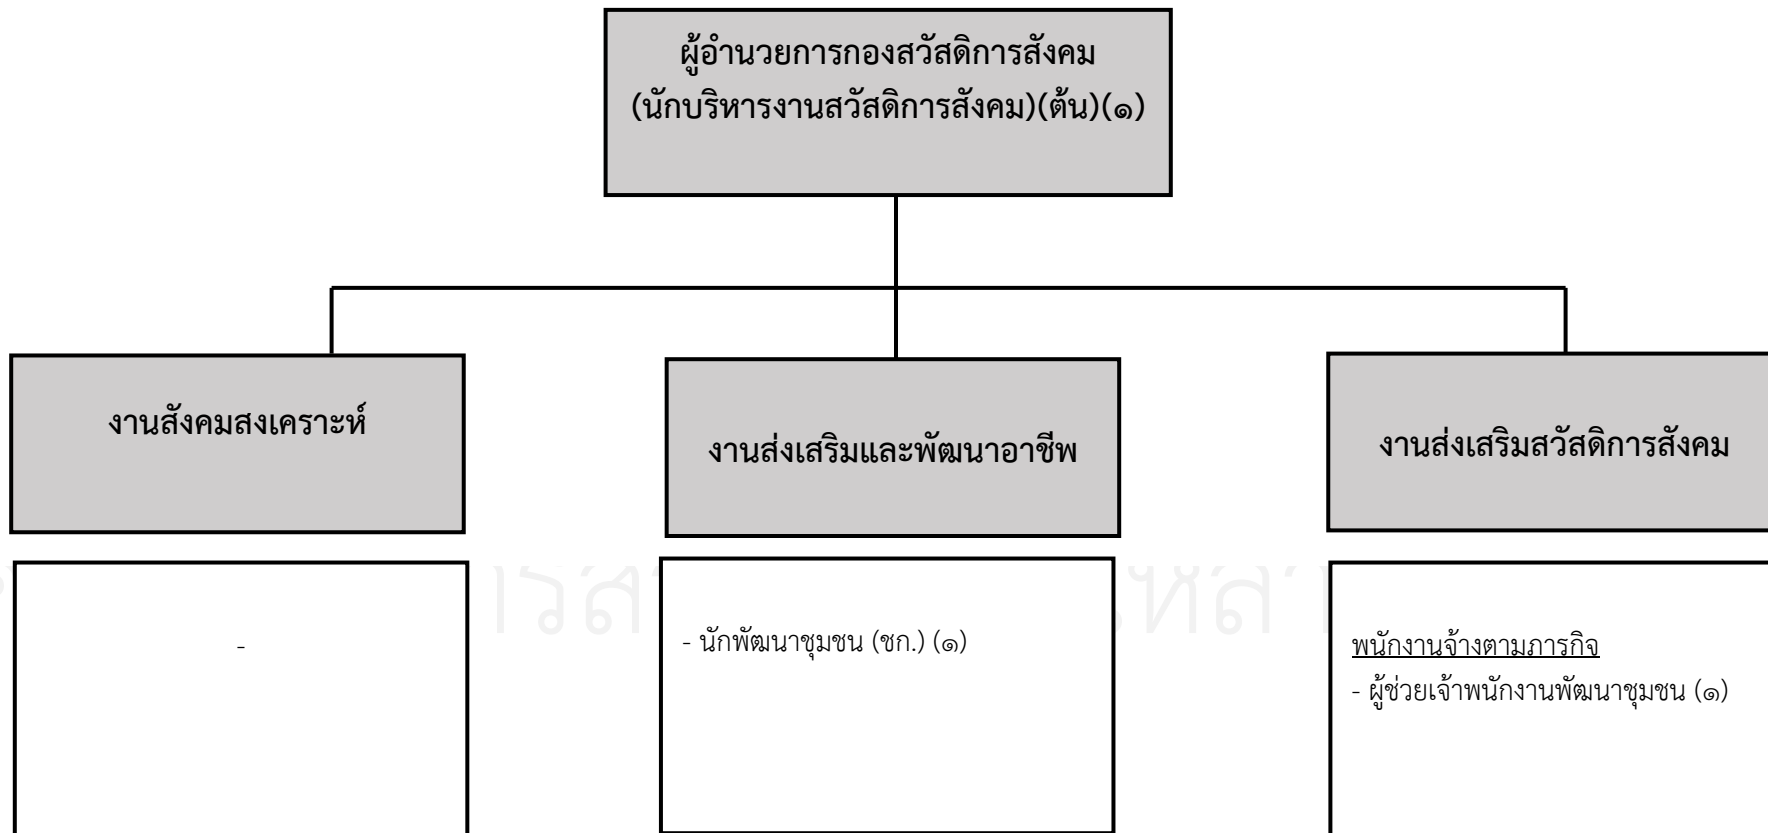 ผู้อำนวยการกองสวัสดิการสังคม
(นักบริหารงานสวัสดิการสังคม)(ต้น)(๑)
งานสังคมสงเคราะห์
งานส่งเสริมและพัฒนาอาชีพ
งานส่งเสริมสวัสดิการสังคม
-
- นักพัฒนาชุมชน (ชก.) (๑)
พนักงานจ้างตามภารกิจ
- ผู้ช่วยเจ้าพนักงานพัฒนาชุมชน (๑)